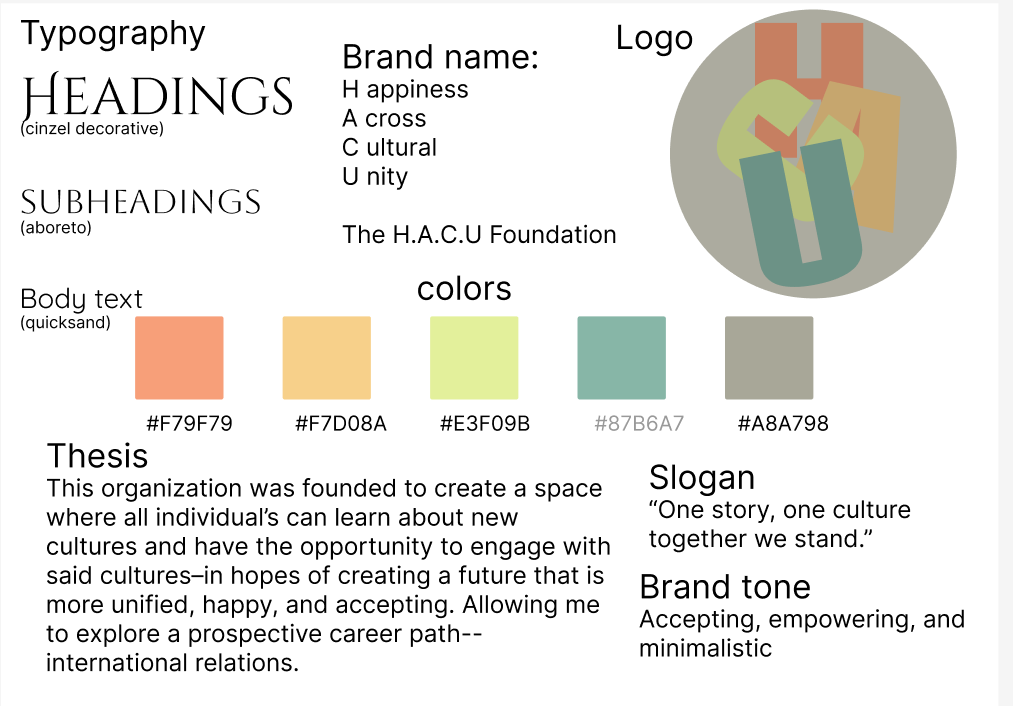 Typography
HEADINGS
(cinzel decorative)
SUBHEADINGS
(aboreto)
Body text
(quicksand)
Brand name:
H appiness
A cross
C ultural
U nity
The H.A.C.U Foundation
Logo
H
A
C
U
colors
#F79F79
#F7D08A
#E3F09B
#87B6A7
#A8A798
Thesis
This organization was founded to create a space
where all individual’s can learn about new
cultures and have the opportunity to engage with
said cultures–in hopes of creating a future that is
more unified, happy, and accepting. Allowing me
to explore a prospective career path--
international relations.
Slogan
“One story, one culture
together we stand.”
Brand tone
Accepting, empowering, and
minimalistic